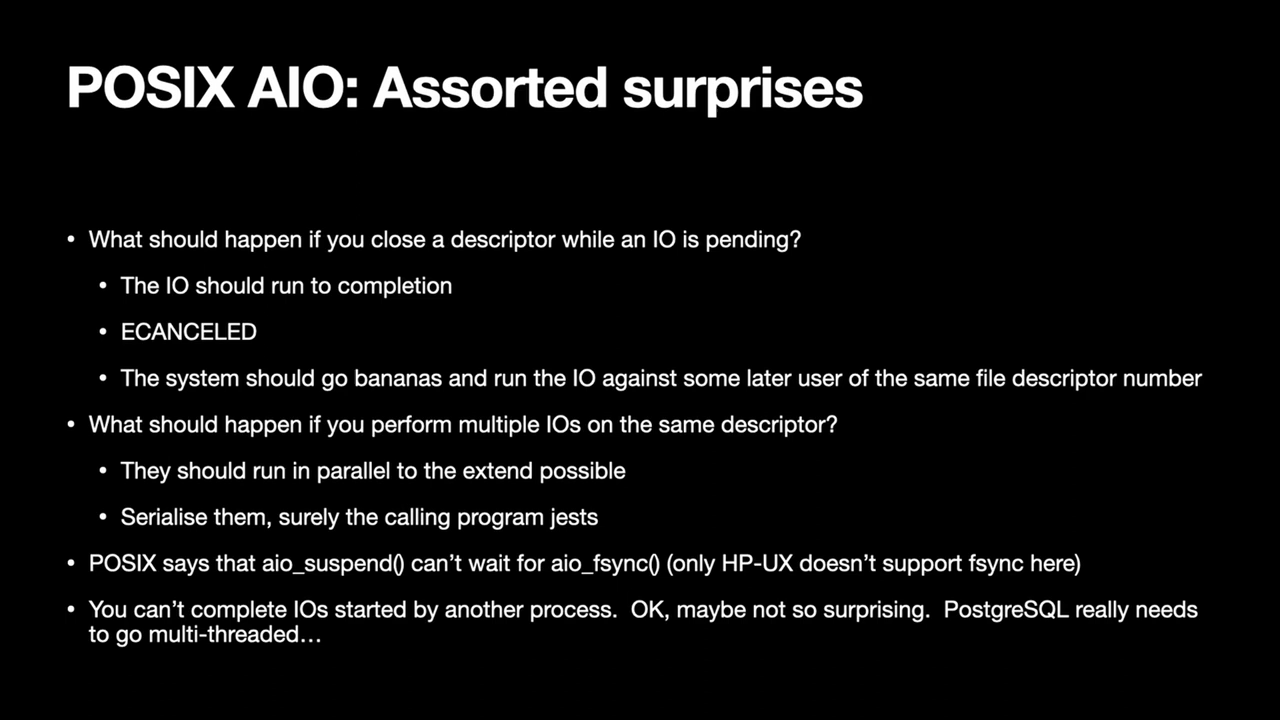 POSIX AIO: Assorted surprises
• What should happen if you close a descriptor while an IO is pending?
• The IO should run to completion
• ECANCELED
• The system should go bananas and run the IO against some later user of the same file descriptor number
• What should happen if you perform multiple IOs on the same descriptor?
• They should run in parallel to the extend possible
• Serialise them, surely the calling program jests
• POSIX says that aio_suspend() can’t wait for aio_fsync() (only HP-UX doesn’t support fsync here)
• You can’t complete IOs started by another process.  OK, maybe not so surprising.  PostgreSQL really needs
to go multi-threaded…